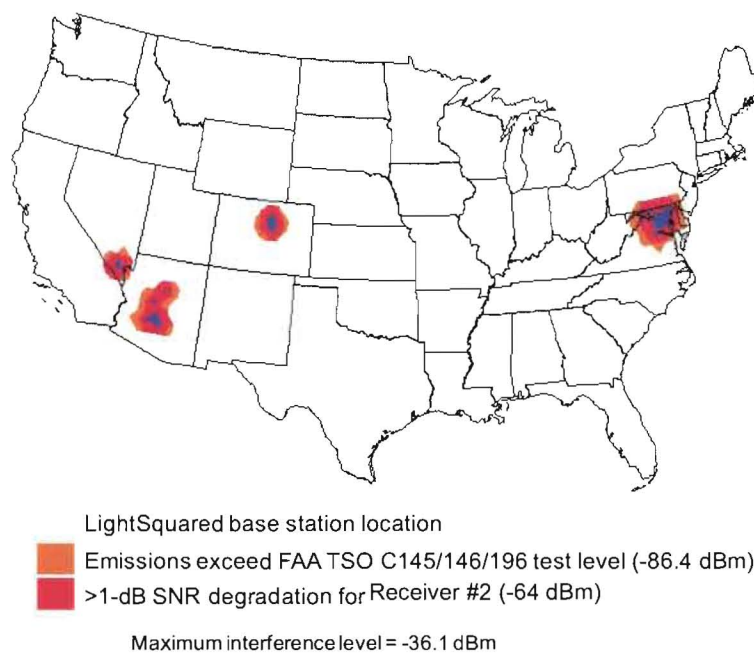 LightSquared base station location
Emissions exceed FAA TSO C145/146/196 test level (-86.4 dBm)
>1-dB SNR degradation for Receiver #2 (-64 dBm)
Maximum interference level = -36.1 dBm